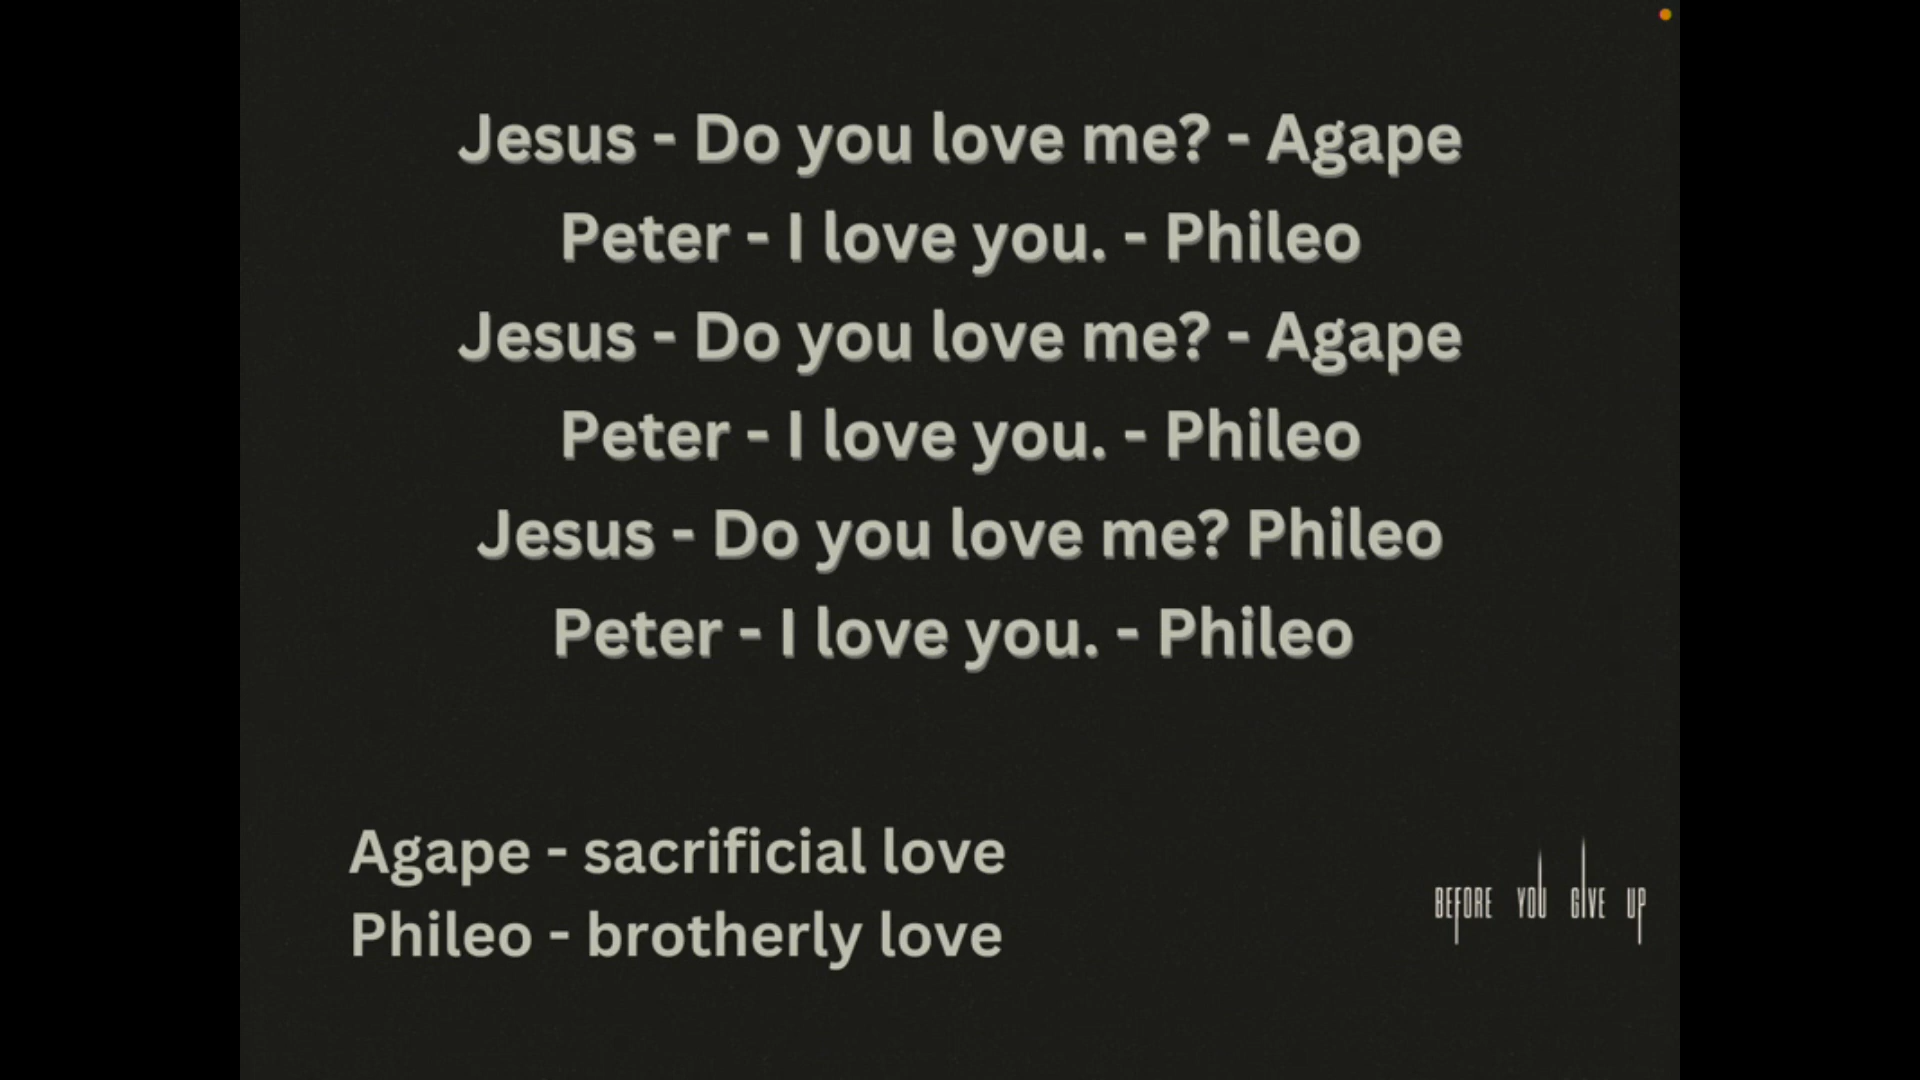 Jesus - Do you love me? - Agape
Peter - I love you. - Phileo
Jesus - Do you love me? - Agape
Peter - I love you. - Phileo
Jesus - Do you love me? Phileo
Peter - I love you. - Phileo
Agape - sacrificial love
Phileo - brotherly love
BEFORE YOU GIVE UP